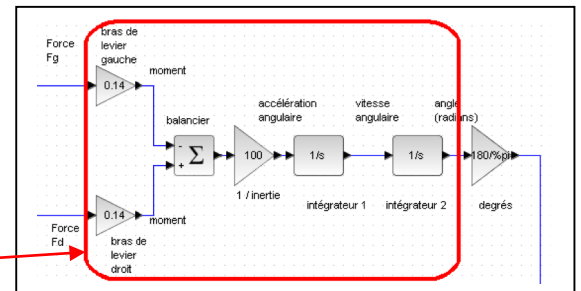 Force
Fg
bras de
levier
gauche
0.14
moment
balancier
-
+
Σ
100
1 / inertie
accélération
angulaire
1/s
intégrateur 1
vitesse
angulaire
1/s
intégrateur 2
angle
(radians)
180/%pi
degrés
Force
Fd
0.14
moment
bras de
levier
droit